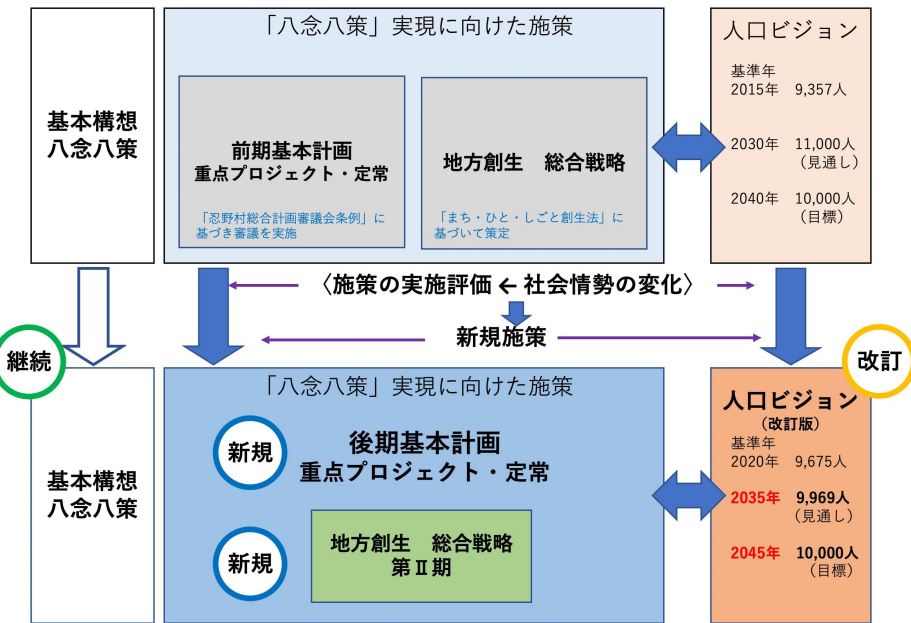 基本構想
八念八策
「八念八策」実現に向けた施策
前期基本計画
重点プロジェクト・定常
「忍野村総合計画審議会条例」に
基づき審議を実施
地方創生　総合戦略
「まち・ひと・しごと創生法」に
基づいて策定
人口ビジョン
基準年
2015年　9,357人
2030年　11,000人
（見通し）
2040年　10,000人
（目標）
〈施策の実施評価 ← 社会情勢の変化〉
新規施策
継続
改訂
基本構想
八念八策
「八念八策」実現に向けた施策
新規
後期基本計画
重点プロジェクト・定常
新規
地方創生　総合戦略
第Ⅱ期
人口ビジョン
（改訂版）
基準年
2020年　9,675人
2035年　9,969人
（見通し）
2045年　10,000人
（目標）